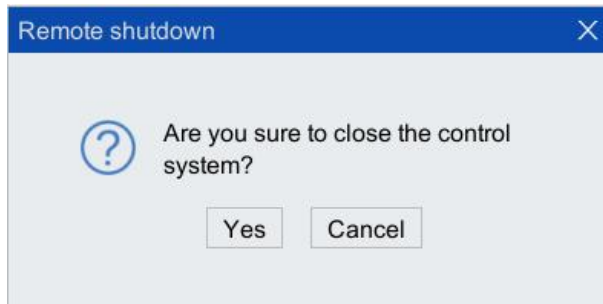 Remote shutdown
Are you sure to close the control
system?
Yes
Cancel